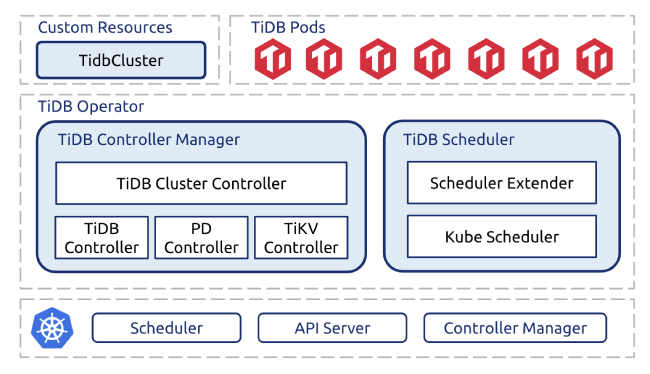 Custom Resources
TidbCluster
TiDB Pods
TiDB Operator
TiDB Controller Manager
TiDB Cluster Controller
TiDB
Controller
PD
Controller
TiKV
Controller
TiDB Scheduler
Scheduler Extender
Kube Scheduler
Scheduler
API Server
Controller Manager